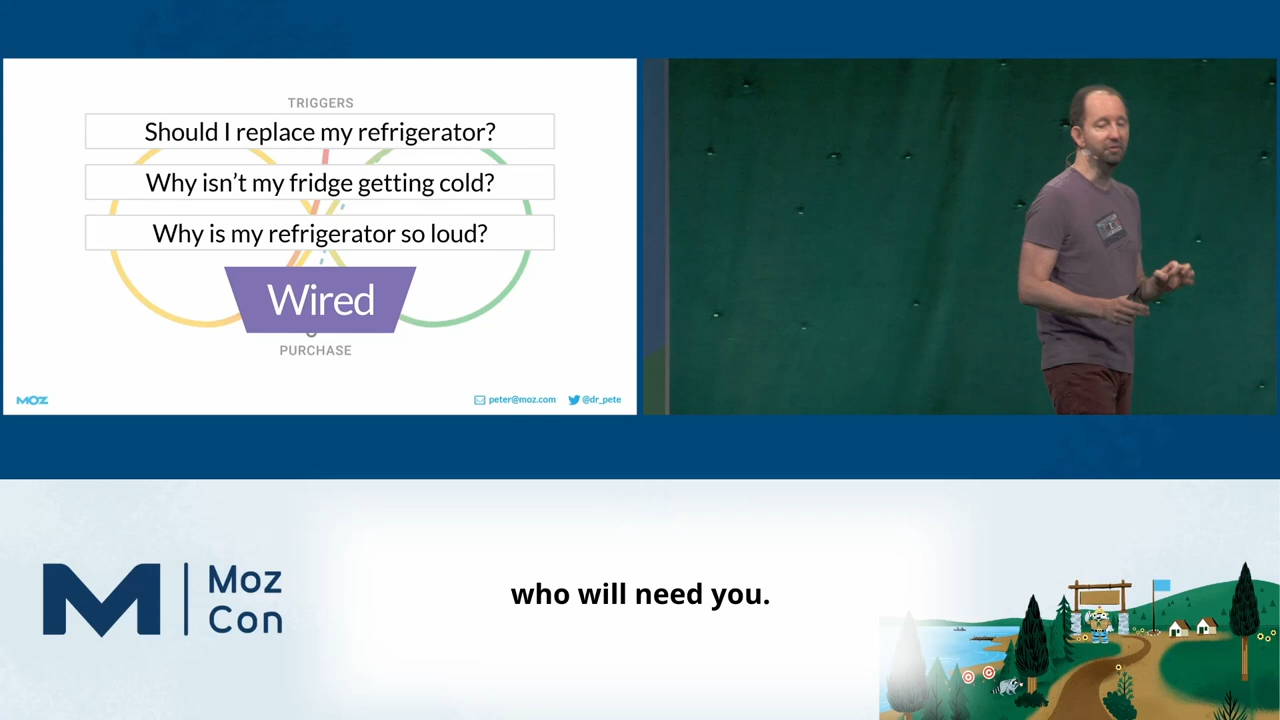 TRIGGERS
Should I replace my refrigerator?
Why isn't my fridge getting cold?
Why is my refrigerator so loud?
Wired
PURCHASE
MOZ
peter@moz.com
@dr_pete
Moz
Con
who will need you.